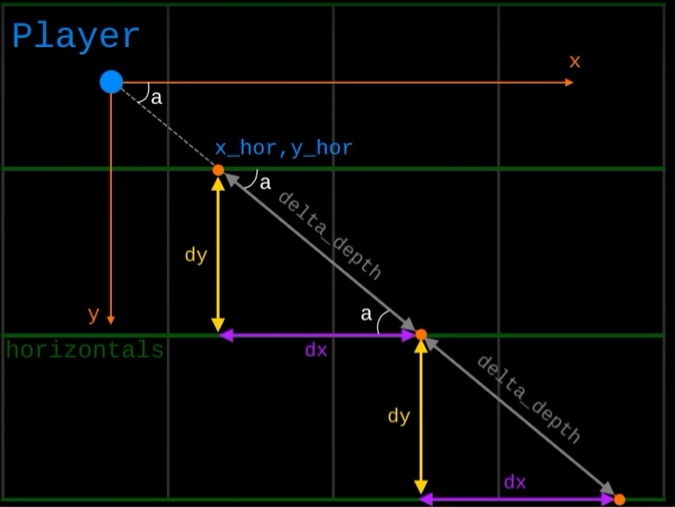 Player
x
a
x_hor,y_hor
a
delta_depth
dy
a
y
horizontals
dx
delta_depth
dy
dx